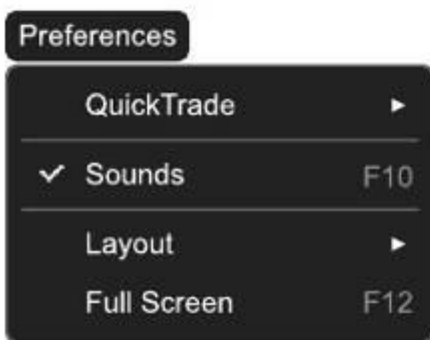 Preferences
QuickTrade
Sounds F10
Layout
Full Screen F12